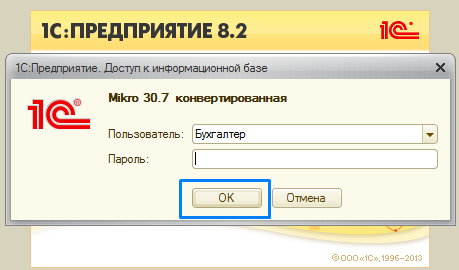 1С:ПРЕДПРИЯТИЕ 8.2
1С®
1С:Предприятие. Доступ к информационной базе
1С®
Mikro 30.7 конвертированная
Пользователь: Бухгалтер
Пароль:
OK Отмена
© ООО «1С», 1996-2013